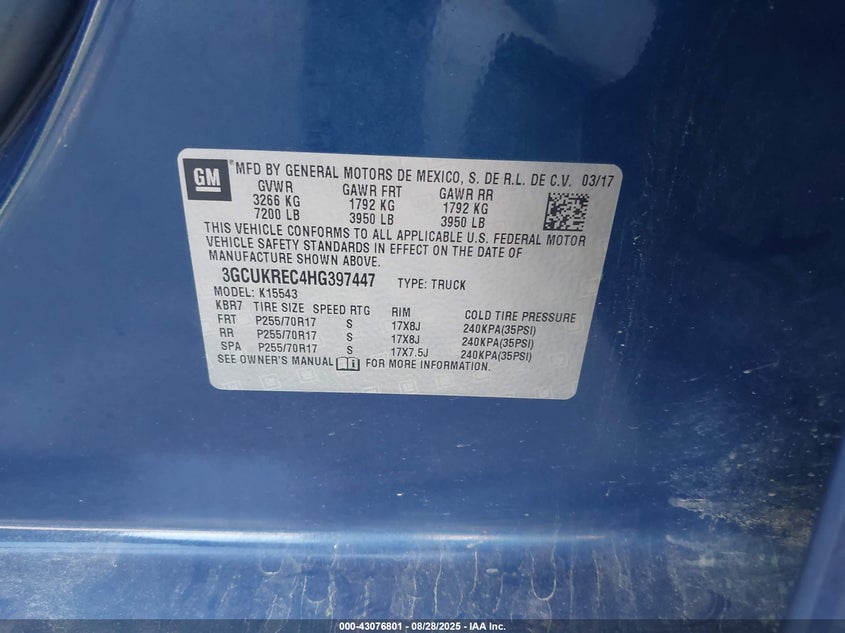 GM
MFD BY GENERAL MOTORS DE MEXICO, S. DE R.L. DE C.V. 03/17
GVWR GAWR FRT GAWR RR
3266 KG 1792 KG 1792 KG
7200 LB 3950 LB 3950 LB
THIS VEHICLE CONFORMS TO ALL APPLICABLE U.S. FEDERAL MOTOR
VEHICLE SAFETY STANDARDS IN EFFECT ON THE DATE OF
MANUFACTURE SHOWN ABOVE.
3GCUKREC4HG397447 TYPE: TRUCK
MODEL: K15543
KBR7 TIRE SIZE SPEED RTG RIM COLD TIRE PRESSURE
FRT P255/70R17 S 17X8J 240KPA(35PSI)
RR P255/70R17 S 17X8J 240KPA(35PSI)
SPA P255/70R17 S 17X7.5J 240KPA(35PSI)
SEE OWNER'S MANUAL FOR MORE INFORMATION.
000-43076801 - 08/28/2025 - IAA Inc.